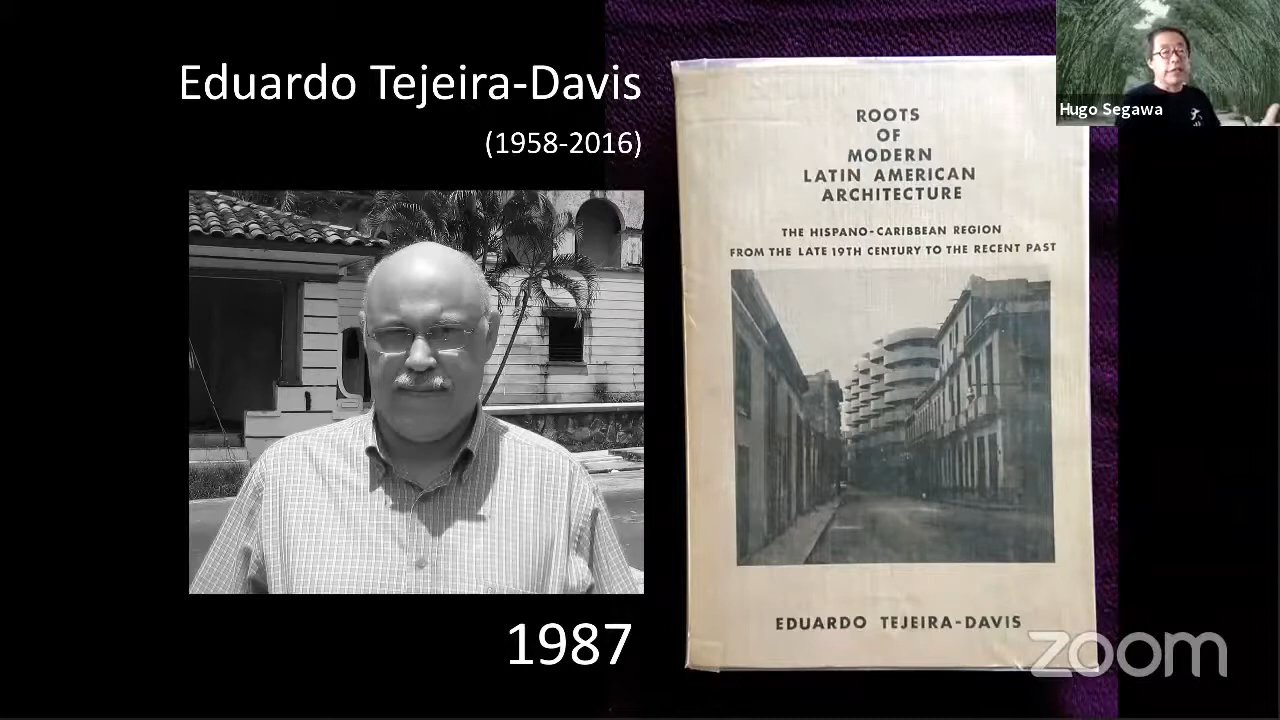 Eduardo Tejeira-Davis
(1958-2016)
1987
ROOTS
OF
MODERN
LATIN AMERICAN
ARCHITECTURE
THE HISPANO-CARIBBEAN REGION
FROM THE LATE 19TH CENTURY TO THE RECENT PAST
EDUARDO TEJEIRA-DAVIS
Hugo Segawa
zoom